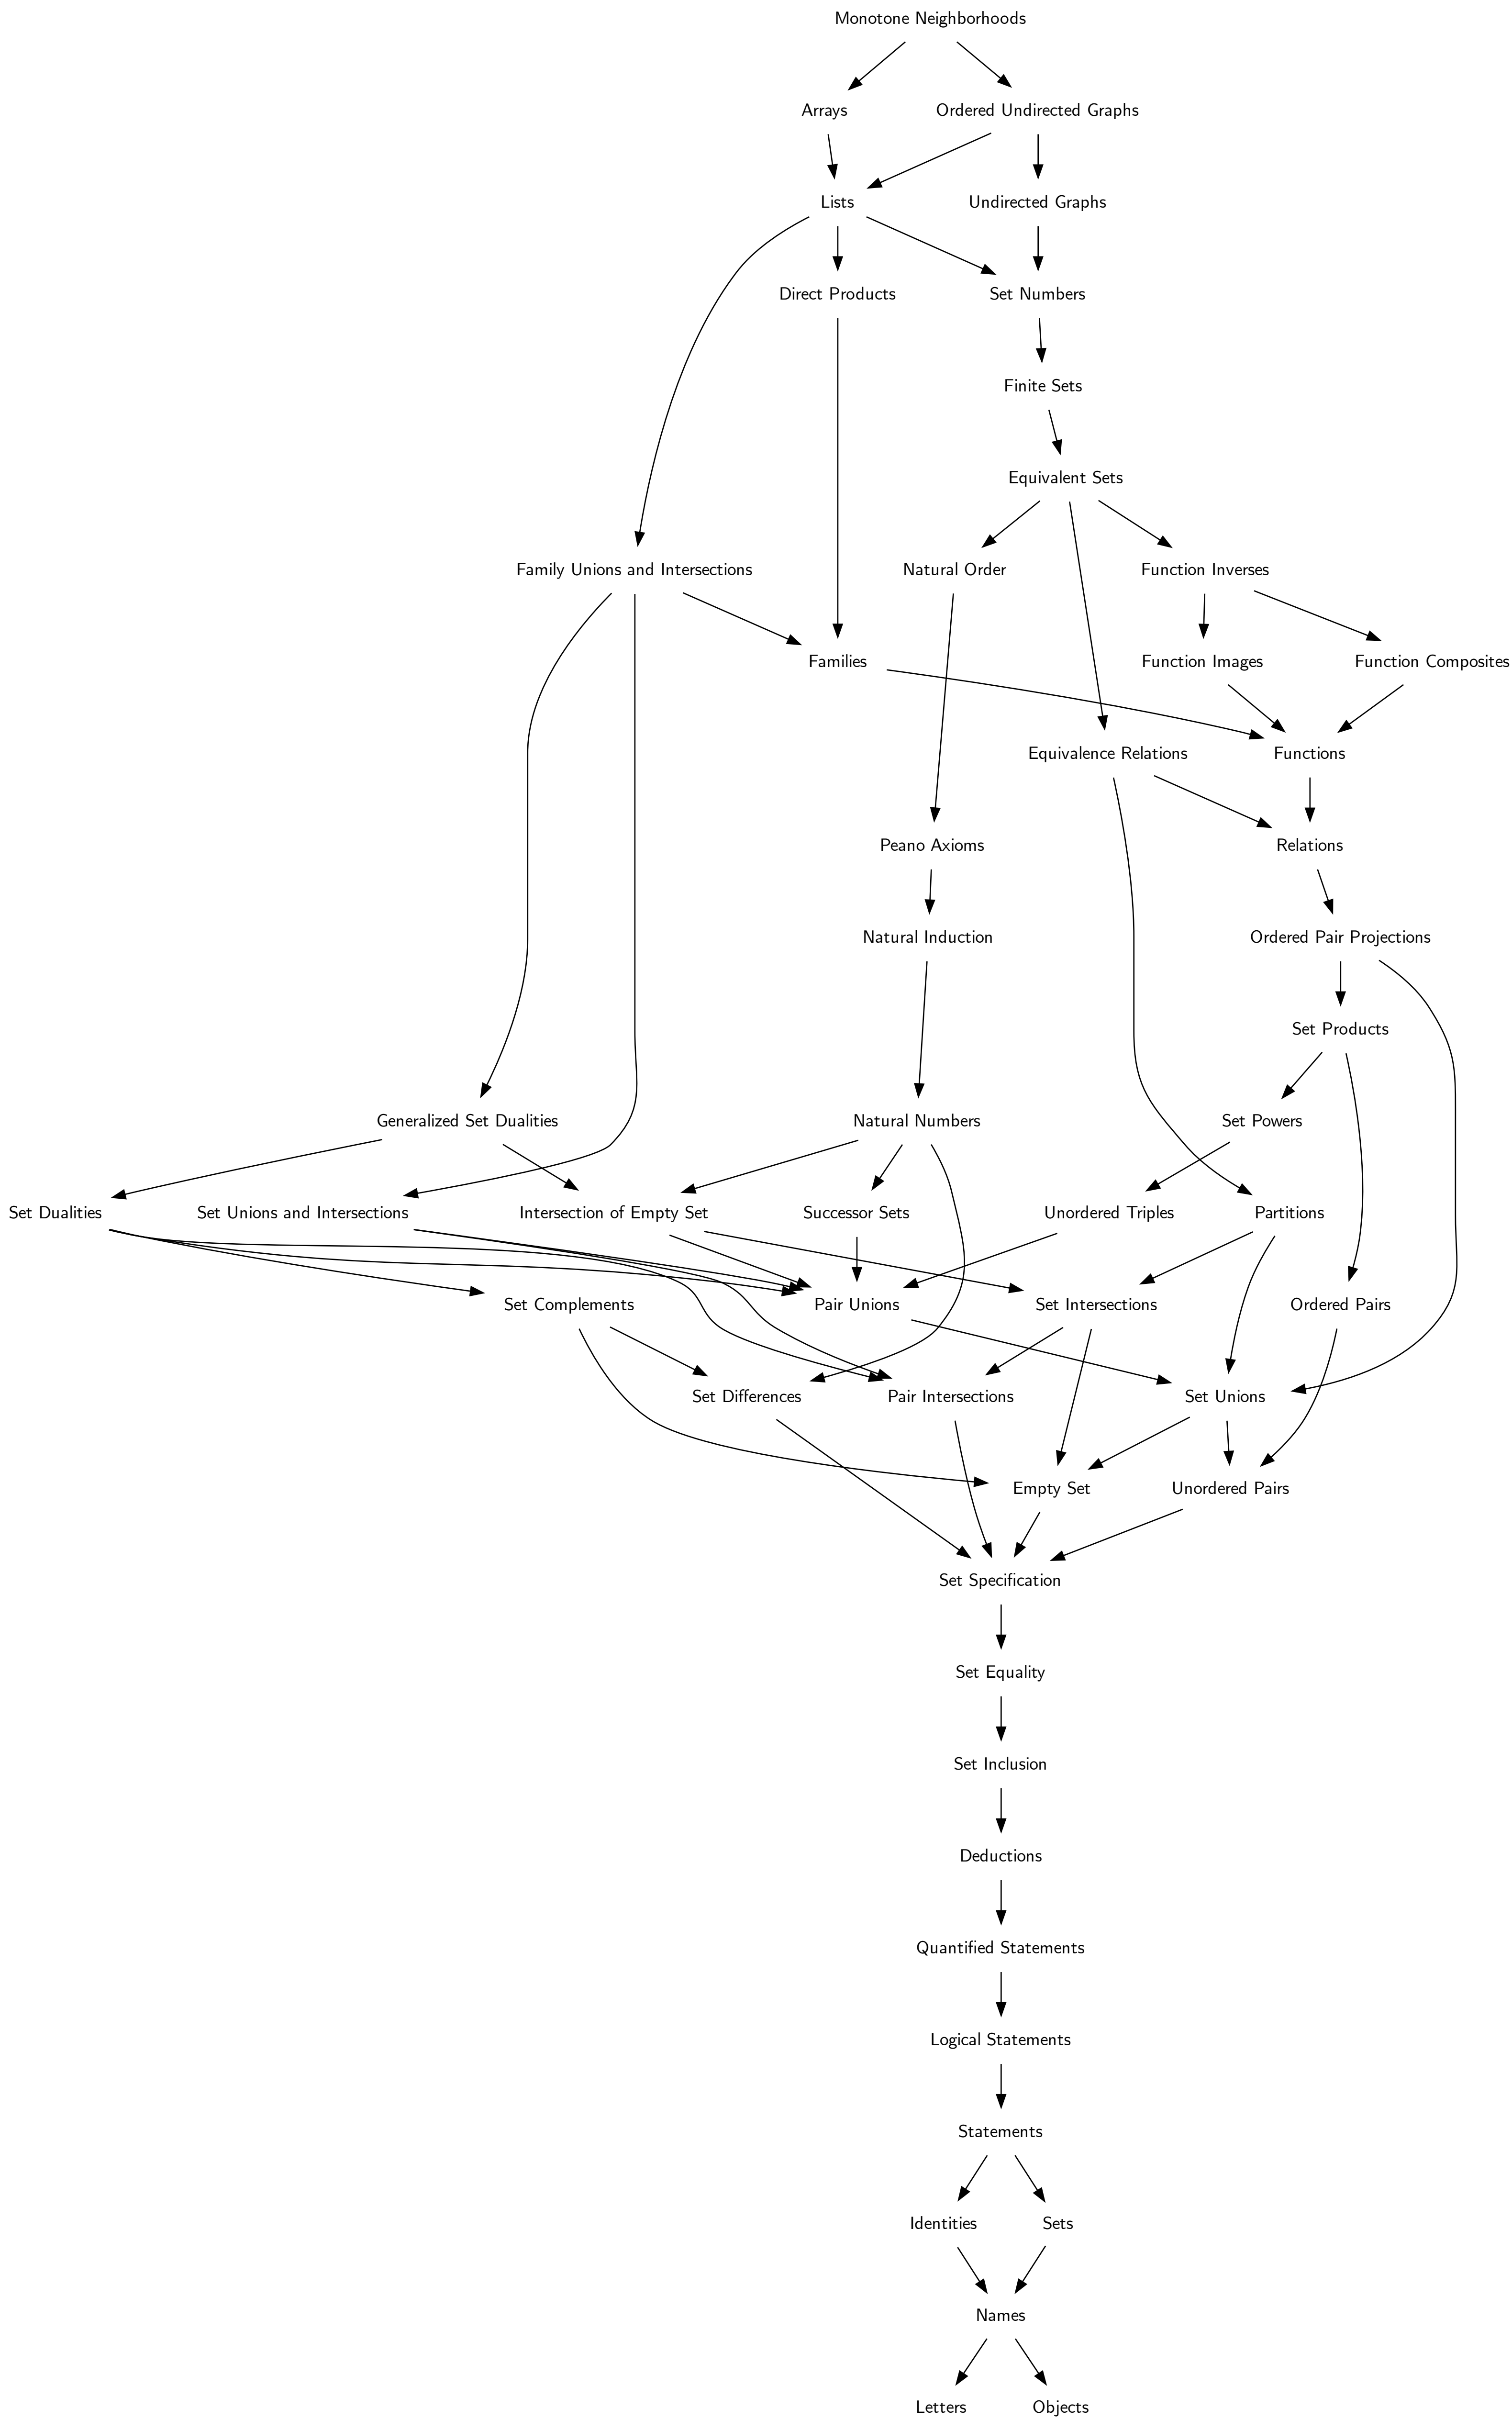 Monotone Neighborhoods
Arrays
Ordered Undirected Graphs
Lists
Undirected Graphs
Direct Products
Set Numbers
Finite Sets
Equivalent Sets
Family Unions and Intersections
Natural Order
Function Inverses
Families
Function Images
Function Composites
Equivalence Relations
Functions
Peano Axioms
Relations
Natural Induction
Ordered Pair Projections
Set Products
Generalized Set Dualities
Natural Numbers
Set Powers
Set Dualities
Set Unions and Intersections
Intersection of Empty Set
Successor Sets
Unordered Triples
Partitions
Set Complements
Pair Unions
Set Intersections
Ordered Pairs
Set Differences
Pair Intersections
Set Unions
Empty Set
Unordered Pairs
Set Specification
Set Equality
Set Inclusion
Deductions
Quantified Statements
Logical Statements
Statements
Identities
Sets
Names
Letters
Objects